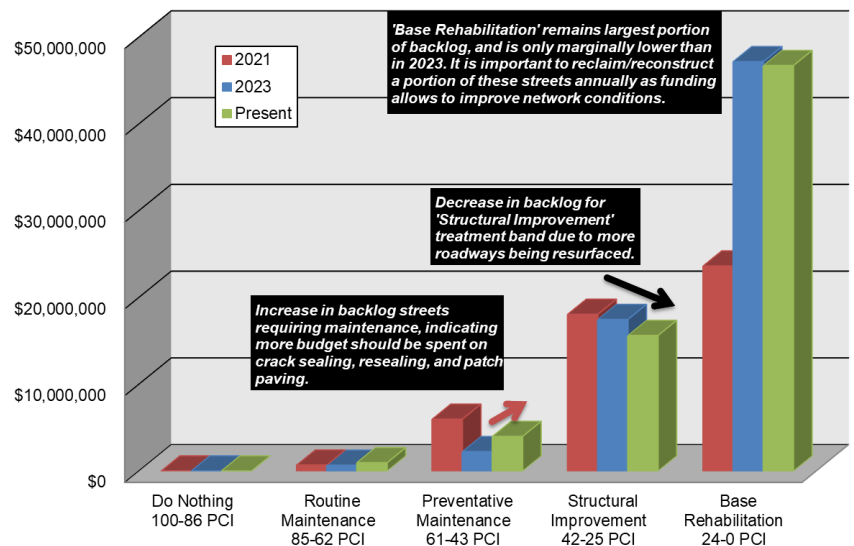 $50,000,000
$40,000,000
$30,000,000
$20,000,000
$10,000,000
$0
2021
2023
Present
'Base Rehabilitation' remains largest portion
of backlog, and is only marginally lower than
in 2023. It is important to reclaim/reconstruct
a portion of these streets annually as funding
allows to improve network conditions.
Decrease in backlog for
'Structural Improvement'
treatment band due to more
roadways being resurfaced.
Increase in backlog streets
requiring maintenance, indicating
more budget should be spent on
crack sealing, resealing, and patch
paving.
Do Nothing
100-86 PCI
Routine
Maintenance
85-62 PCI
Preventative
Maintenance
61-43 PCI
Structural
Improvement
42-25 PCI
Base
Rehabilitation
24-0 PCI